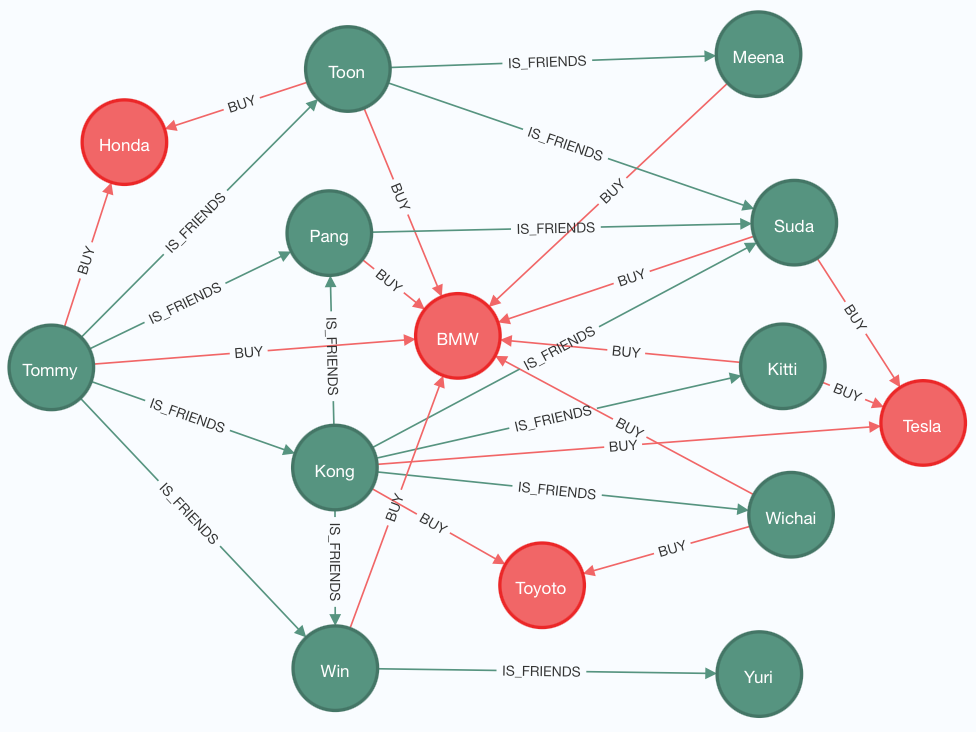 Meena
IS_FRIENDS
Toon
BUY
Honda
IS_FRIENDS
BUY
BUY
IS_FRIENDS
Suda
IS_FRIENDS
Pang
BUY
BUY
BUY
IS_FRIENDS
BUY
BMW
IS_FRIENDS
BUY
BUY
IS_FRIENDS
Kitti
Tommy
BUY
IS_FRIENDS
IS_FRIENDS
BUY
Tesla
BUY
Kong
IS_FRIENDS
BUY
BUY
IS_FRIENDS
Wichai
IS_FRIENDS
BUY
Toyoto
Win
IS_FRIENDS
Yuri